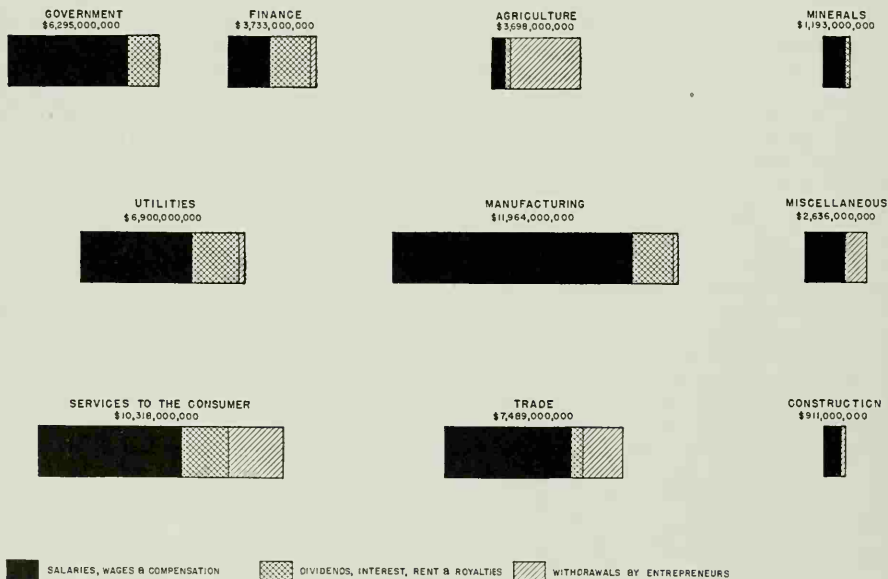 GOVERNMENT
$6,295,000,000
FINANCE
$3,733,000,000
AGRICULTURE
$3,698,000,000
MINERALS
$1,193,000,000
UTILITIES
$6,900,000,000
MANUFACTURING
$11,964,000,000
MISCELLANEOUS
$2,636,000,000
SERVICES TO THE CONSUMER
$10,318,000,000
TRADE
$7,489,000,000
CONSTRUCTION
$911,000,000
SALARIES, WAGES & COMPENSATION
DIVIDENDS, INTEREST, RENT & ROYALTIES
WITHDRAWALS BY ENTREPRENEURS